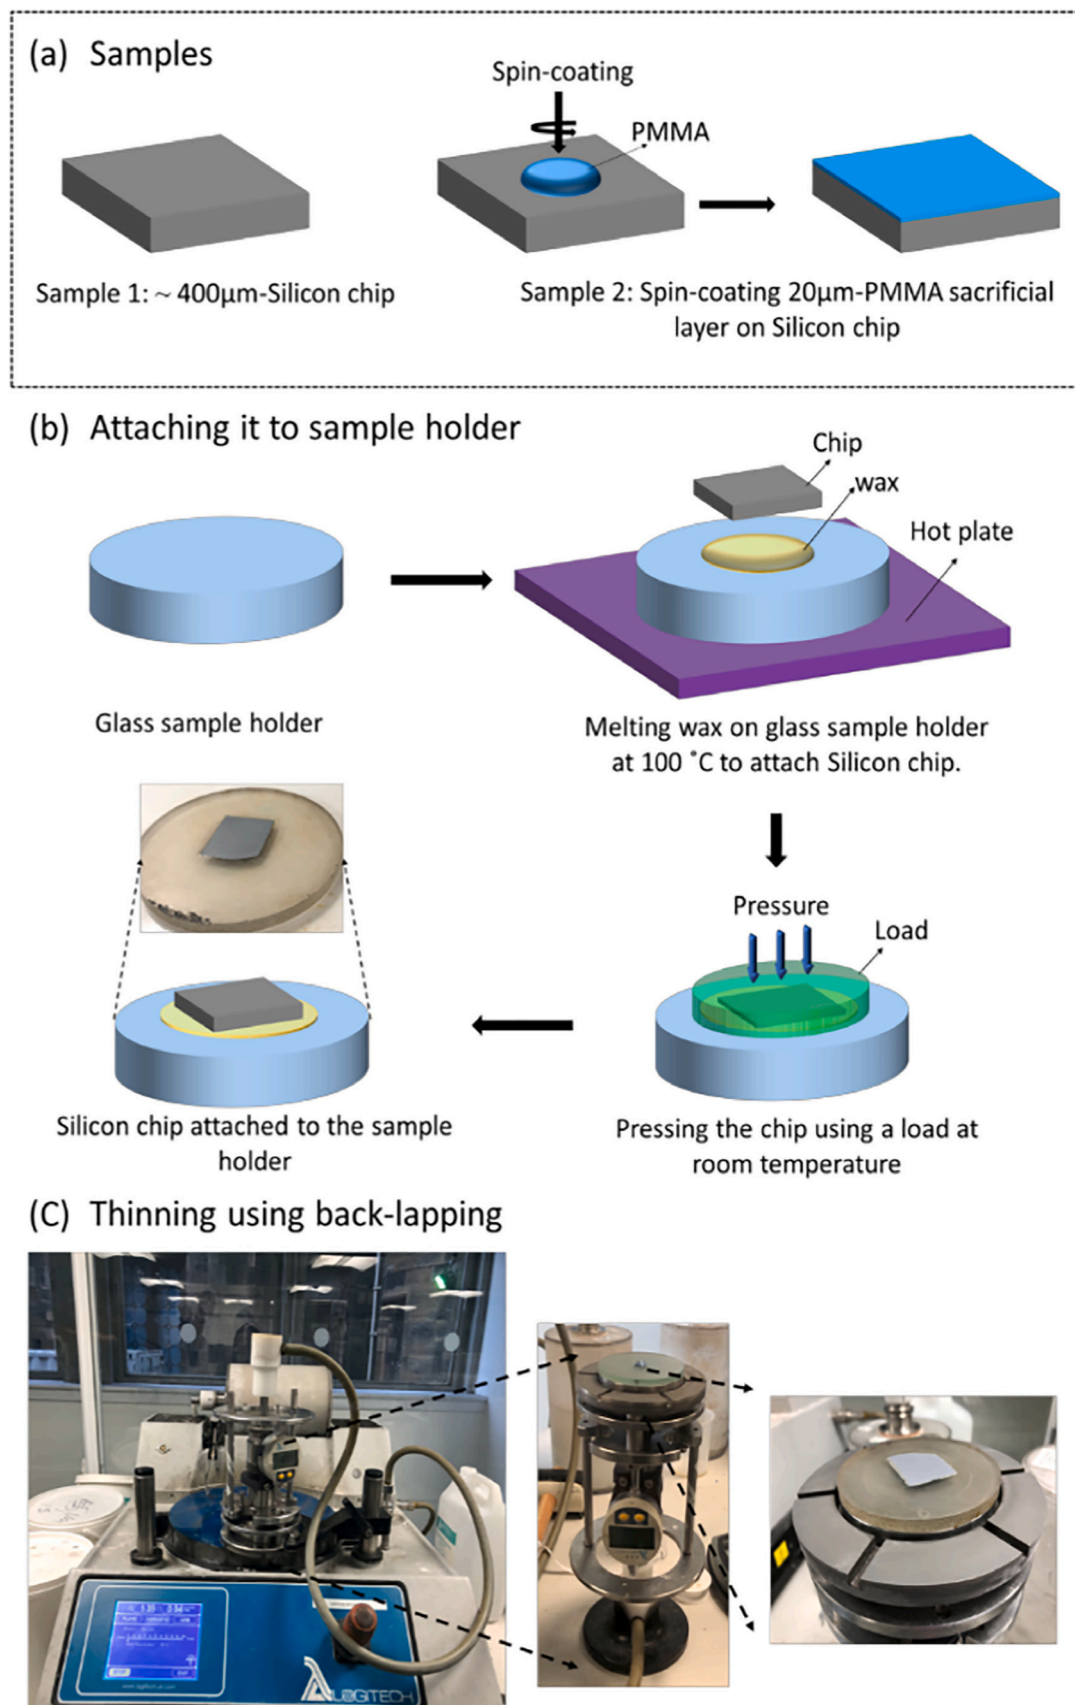 (a) Samples
Spin-coating
PMMA
Sample 1: ~ 400μm-Silicon chip
Sample 2: Spin-coating 20μm-PMMA sacrificial
layer on Silicon chip
(b) Attaching it to sample holder
Chip
wax
Hot plate
Glass sample holder
Melting wax on glass sample holder
at 100 ˚C to attach Silicon chip.
Pressure
Load
Silicon chip attached to the sample
holder
Pressing the chip using a load at
room temperature
(C) Thinning using back-lapping
LOGITECH